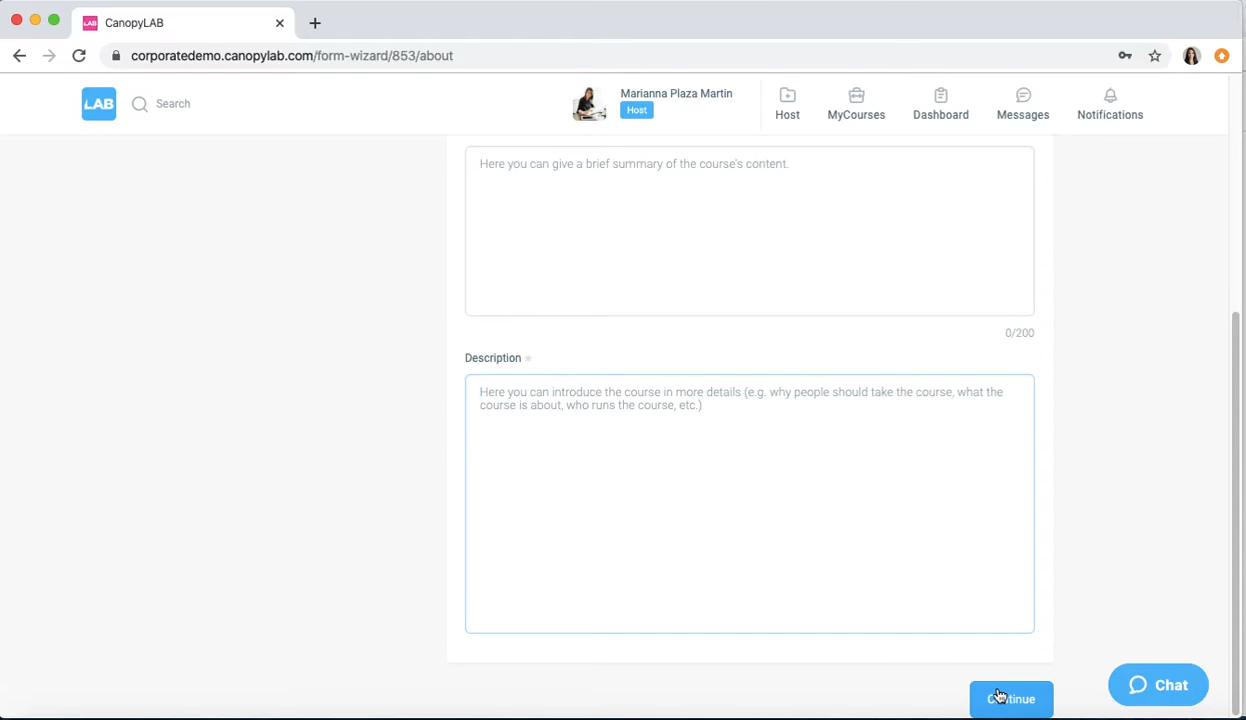 LAB CanopyLAB
corporatedemo.canopylab.com/form-wizard/853/about
LAB
Search
Marianna Plaza Martin
Host
Host
MyCourses
Dashboard
Messages
Notifications
Here you can give a brief summary of the course's content.
0/200
Description
Here you can introduce the course in more details (e.g. why people should take the course, what the
course is about, who runs the course, etc.)
Chat